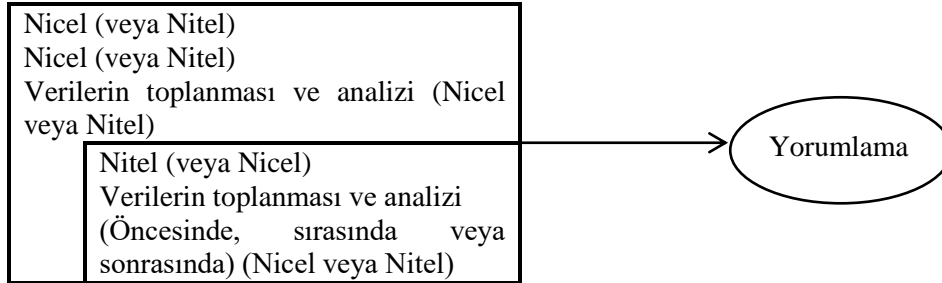 Nicel (veya Nitel)
Nicel (veya Nitel)
Verilerin toplanması ve analizi (Nicel
veya Nitel)
Nitel (veya Nicel)
Verilerin toplanması ve analizi
(Öncesinde, sırasında veya
sonrasında) (Nicel veya Nitel)
Yorumlama